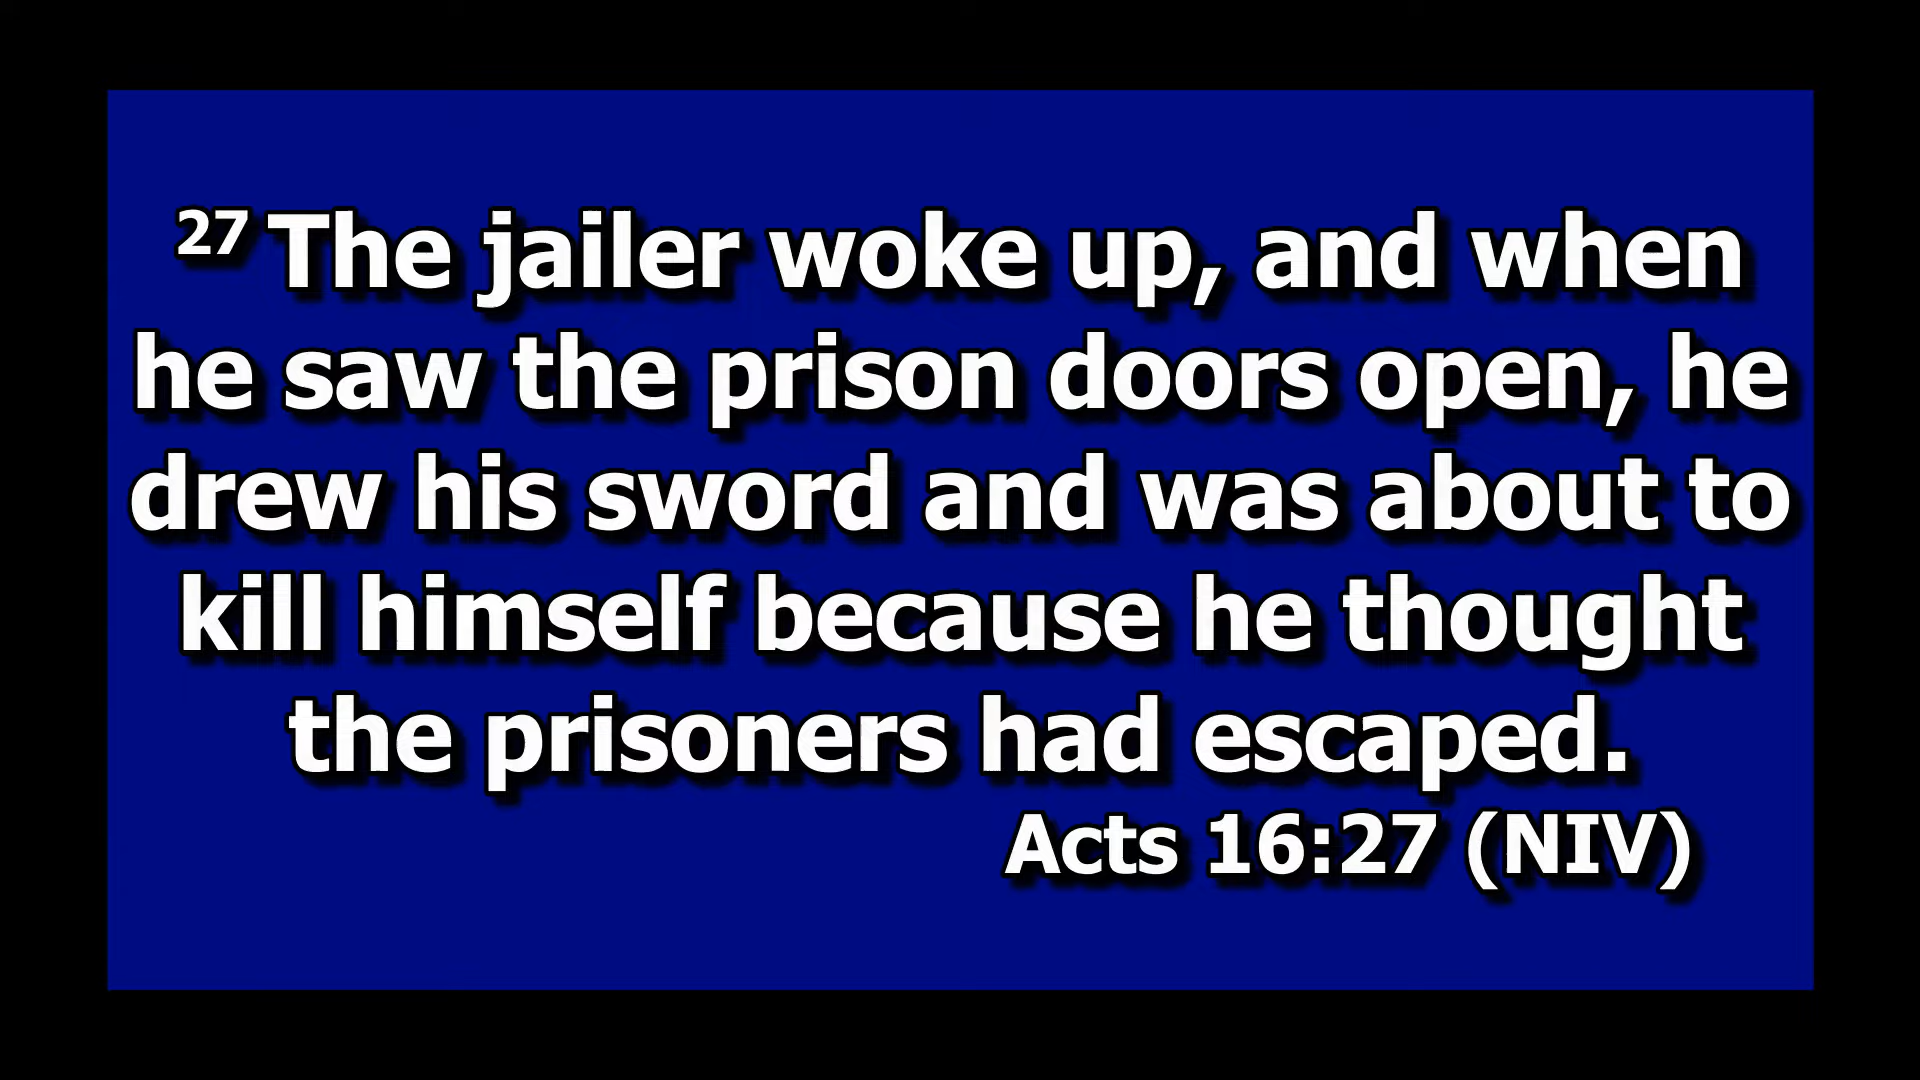 27 The jailer woke up, and when
he saw the prison doors open, he
drew his sword and was about to
kill himself because he thought
the prisoners had escaped.
Acts 16:27 (NIV)